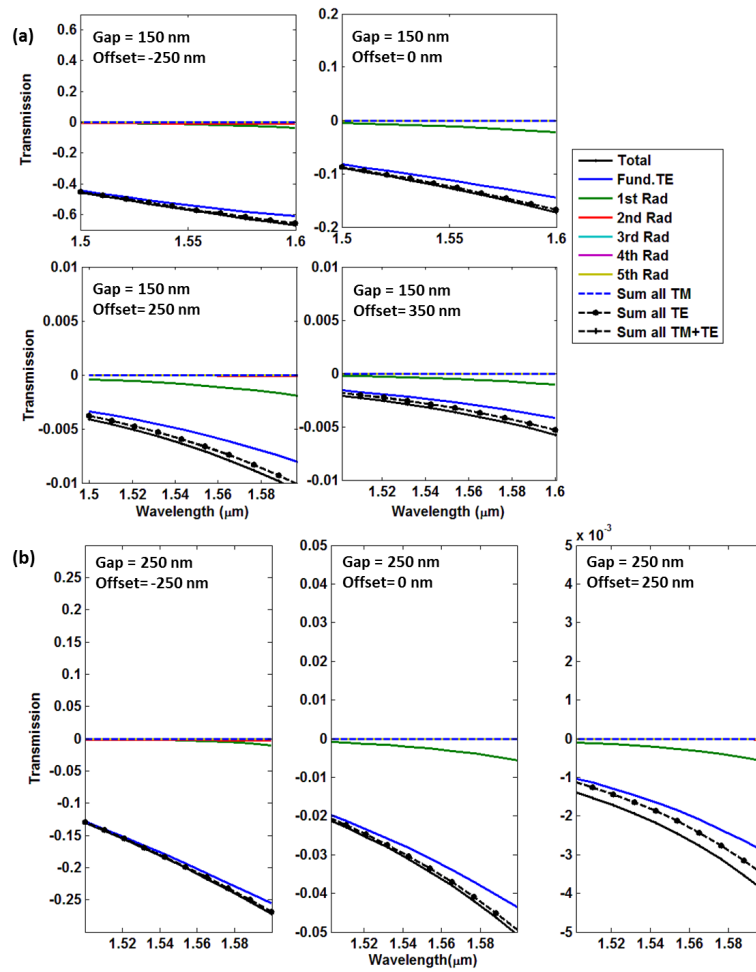 (a)
Gap = 150 nm
Offset= -250 nm
0.6
0.4
0.2
0
-0.2
-0.4
-0.6
1.5
1.55
1.6
Transmission
Gap = 150 nm
Offset= 0 nm
0.2
0.1
0
-0.1
-0.2
1.5
1.55
1.6
Total
Fund.TE
1st Rad
2nd Rad
3rd Rad
4th Rad
5th Rad
Sum all TM
Sum all TE
Sum all TM+TE
Gap = 150 nm
Offset= 250 nm
0.01
0.005
0
-0.005
-0.01
1.5
1.52
1.54
1.56
1.58
Transmission
Wavelength (μm)
Gap = 150 nm
Offset= 350 nm
0.01
0.005
0
-0.005
-0.01
1.52
1.54
1.56
1.58
1.6
Wavelength (μm)
(b)
Gap = 250 nm
Offset= -250 nm
0.25
0.2
0.15
0.1
0.05
0
-0.05
-0.1
-0.15
-0.2
-0.25
1.52
1.54
1.56
1.58
Transmission
Gap = 250 nm
Offset= 0 nm
0.05
0.04
0.03
0.02
0.01
0
-0.01
-0.02
-0.03
-0.04
-0.05
1.52
1.54
1.56
1.58
Wavelength(μm)
Gap = 250 nm
Offset= 250 nm
5 x 10⁻³
4
3
2
1
0
-1
-2
-3
-4
-5
1.52
1.54
1.56
1.58